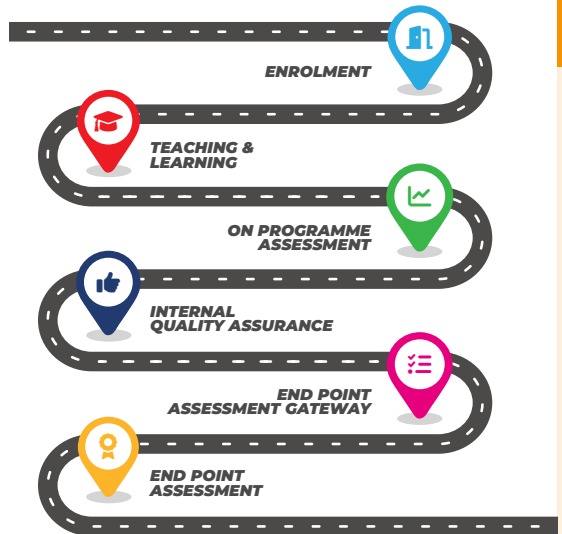 ENROLMENT
TEACHING &
LEARNING
ON PROGRAMME
ASSESSMENT
INTERNAL
QUALITY ASSURANCE
END POINT
ASSESSMENT GATEWAY
END POINT
ASSESSMENT